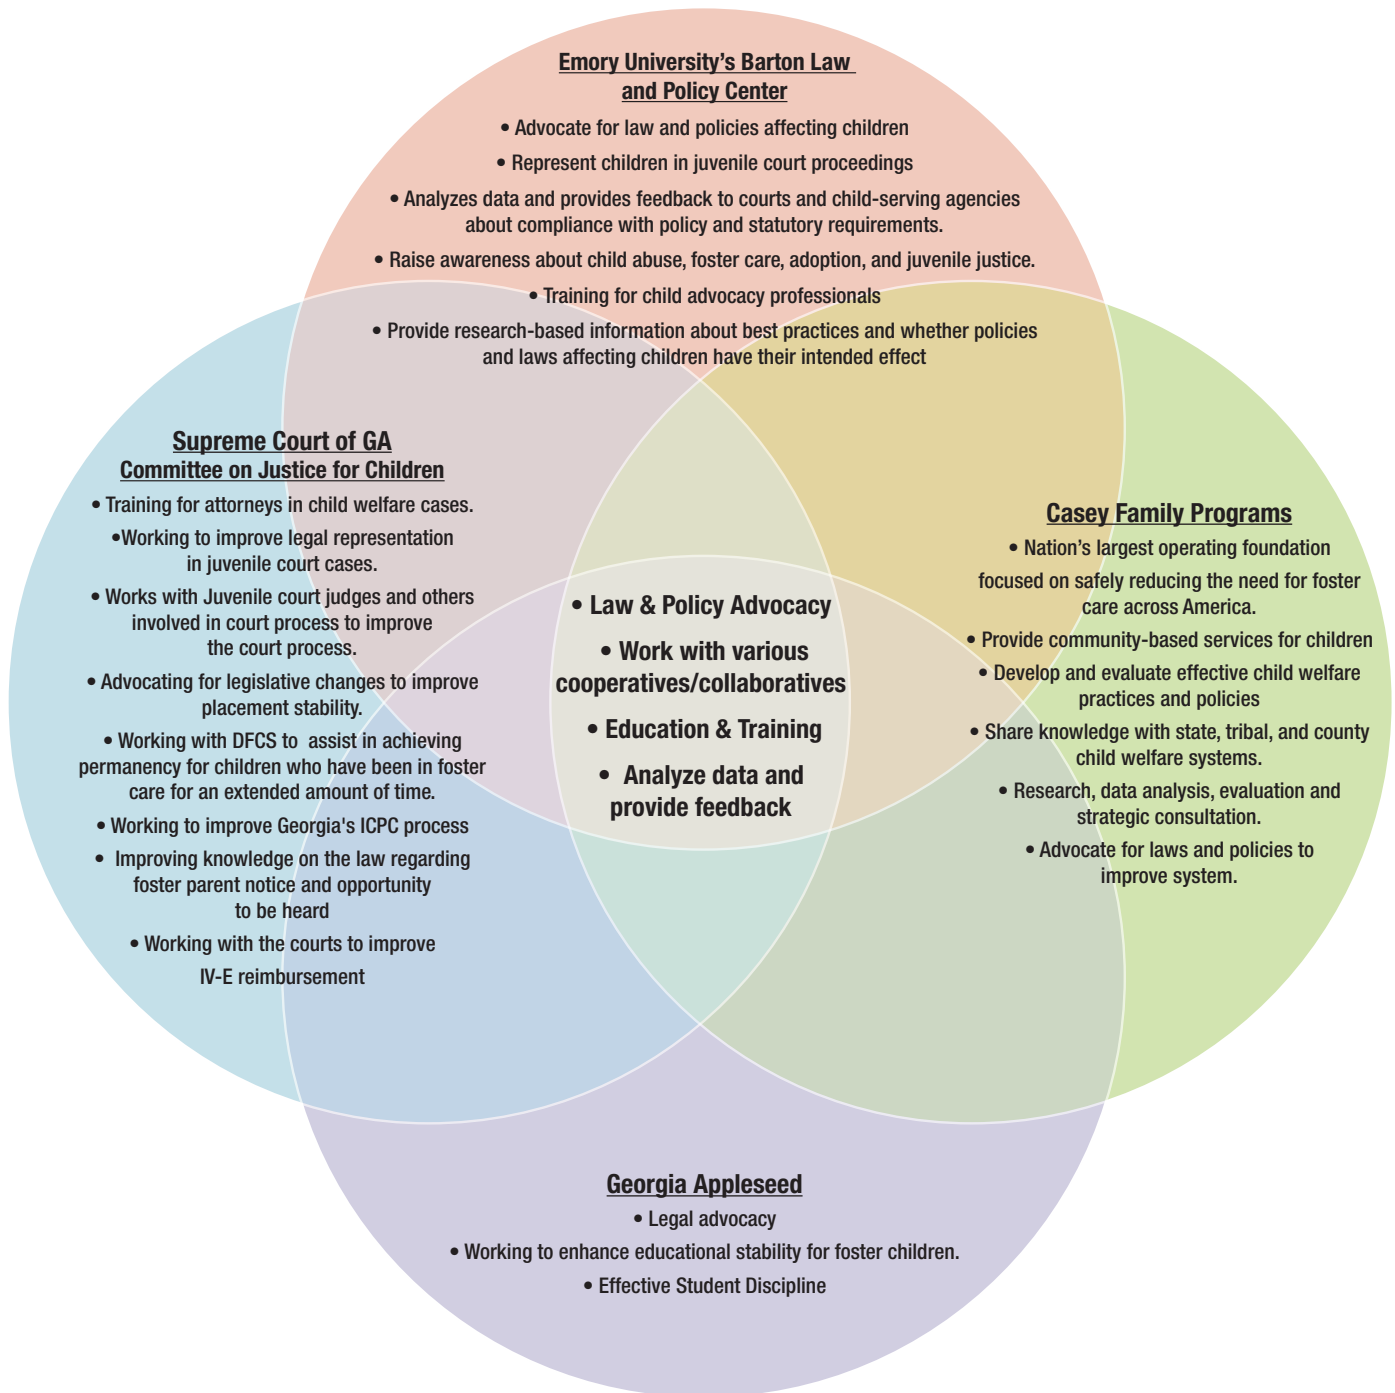 Emory University’s Barton Law
and Policy Center
• Advocate for law and policies affecting children
• Represent children in juvenile court proceedings
• Analyzes data and provides feedback to courts and child-serving agencies
about compliance with policy and statutory requirements.
• Raise awareness about child abuse, foster care, adoption, and juvenile justice.
• Training for child advocacy professionals
• Provide research-based information about best practices and whether policies
and laws affecting children have their intended effect
Supreme Court of GA
Committee on Justice for Children
• Training for attorneys in child welfare cases.
•Working to improve legal representation
in juvenile court cases.
• Works with Juvenile court judges and others
involved in court process to improve
the court process.
• Advocating for legislative changes to improve
placement stability.
• Working with DFCS to assist in achieving
permanency for children who have been in foster
care for an extended amount of time.
• Working to improve Georgia's ICPC process
• Improving knowledge on the law regarding
foster parent notice and opportunity
to be heard
• Working with the courts to improve
IV-E reimbursement
• Law & Policy Advocacy
• Work with various
cooperatives/collaboratives
• Education & Training
• Analyze data and
provide feedback
Casey Family Programs
• Nation’s largest operating foundation
focused on safely reducing the need for foster
care across America.
• Provide community-based services for children
• Develop and evaluate effective child welfare
practices and policies
• Share knowledge with state, tribal, and county
child welfare systems.
• Research, data analysis, evaluation and
strategic consultation.
• Advocate for laws and policies to
improve system.
Georgia Appleseed
• Legal advocacy
• Working to enhance educational stability for foster children.
• Effective Student Discipline